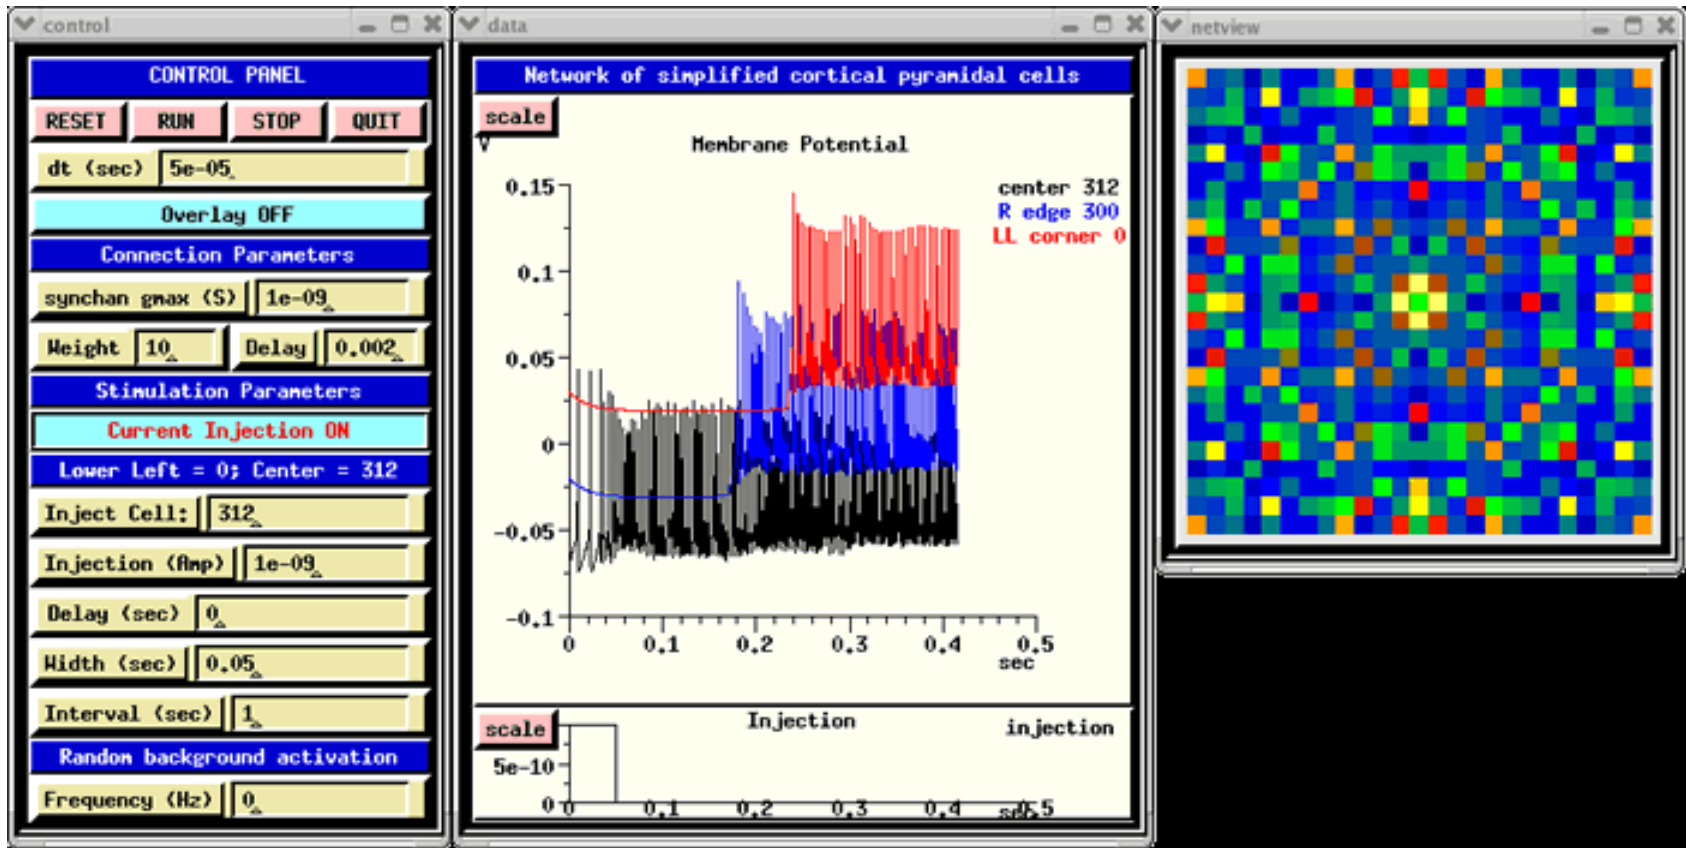 control
CONTROL PANEL
RESET RUN STOP QUIT
dt (sec) 5e-05
Overlay OFF
Connection Parameters
synchan gmax (S) 1e-09
Weight 10 Delay 0.002
Stimulation Parameters
Current Injection ON
Lower Left = 0; Center = 312
Inject Cell: 312
Injection (Amp) 1e-09
Delay (sec) 0
Width (sec) 0.05
Interval (sec) 1
Random background activation
Frequency (Hz) 0
data
Network of simplified cortical pyramidal cells
scale
V
Membrane Potential
center 312
R edge 300
LL corner 0
0.15
0.1
0.05
0
-0.05
-0.1
0 0.1 0.2 0.3 0.4 0.5
sec
scale
Injection
injection
5e-10
0
0 0.1 0.2 0.3 0.4 0.5
sec
netview